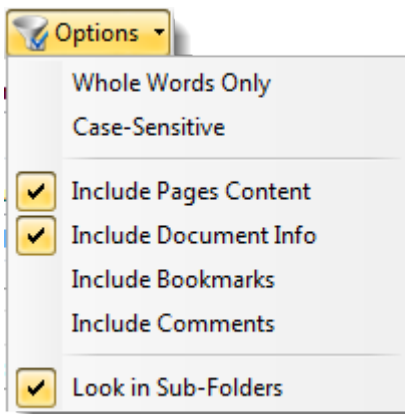 Options
Whole Words Only
Case-Sensitive
Include Pages Content
Include Document Info
Include Bookmarks
Include Comments
Look in Sub-Folders